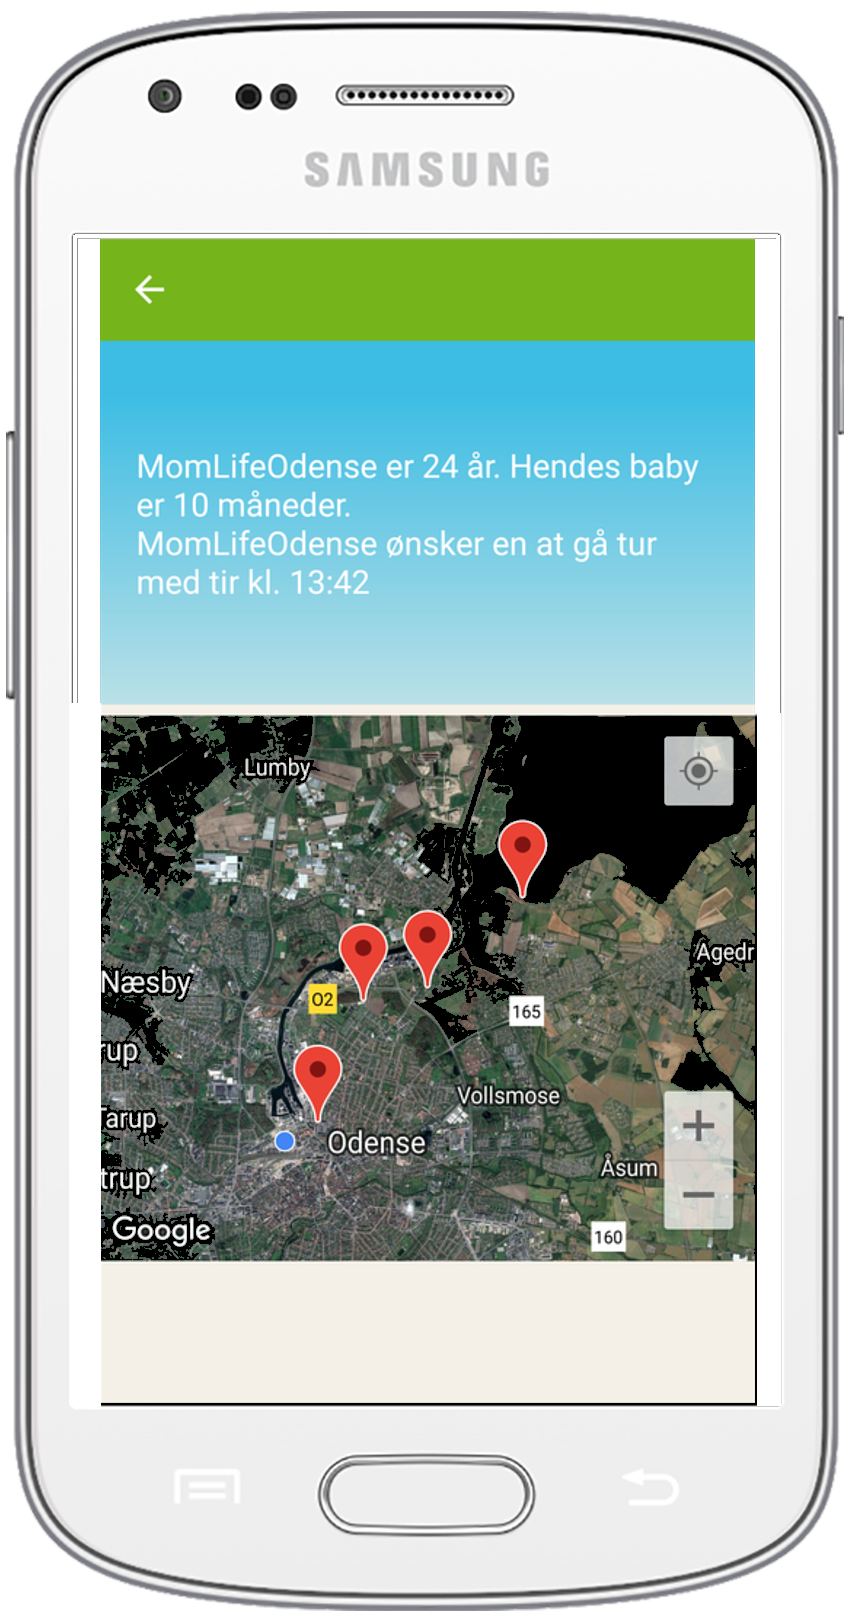 SAMSUNG
MomLifeOdense er 24 år. Hendes baby
er 10 måneder.
MomLifeOdense ønsker en at gå tur
med tir kl. 13:42
Lumby
Agedr
Næsby
O2
165
rup
Vollsmose
arup
Odense
Åsum
trup
Google
160